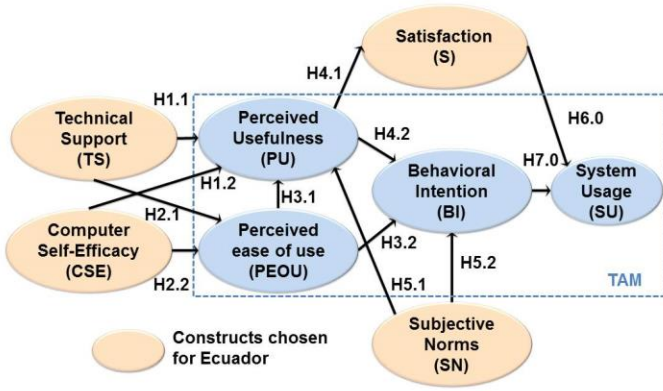 Satisfaction
(S)
H4.1
H1.1
Technical
Support
(TS)
Perceived
Usefulness
(PU)
H4.2
H6.0
H1.2
H7.0
Behavioral
Intention
(BI)
System
Usage
(SU)
H2.1
H3.1
Computer
Self-Efficacy
(CSE)
Perceived
ease of use
(PEOU)
H3.2
H2.2
H5.1
H5.2
TAM
Subjective
Norms
(SN)
Constructs chosen
for Ecuador